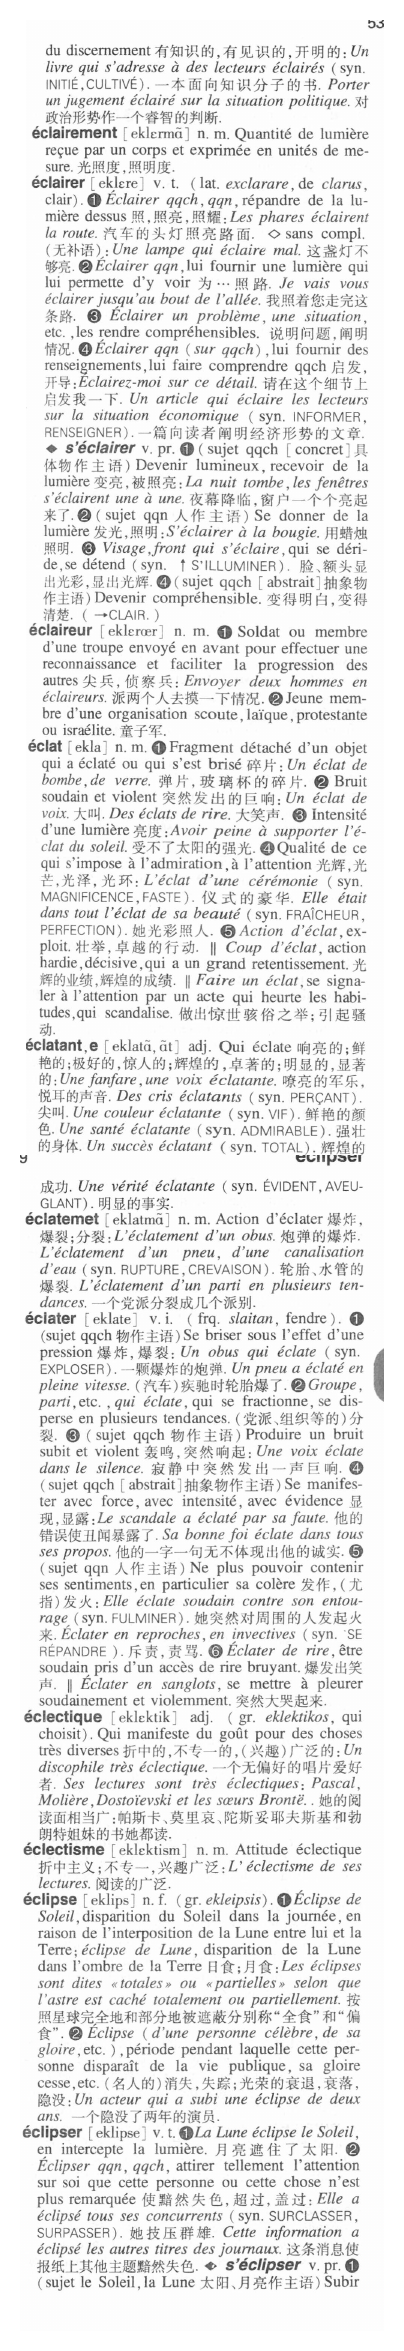 53
du discernement 有知识的,有见识的,开明的: Un
livre qui s'adresse à des lecteurs éclairés (syn.
INITIÉ,CULTIVÉ). 一本面向知识分子的书. Porter
un jugement éclairé sur la situation politique. 对
政治形势作一个睿智的判断.
éclairement [eklɛrmɑ̃] n. m. Quantité de lumière
reçue par un corps et exprimée en unités de me-
sure. 光照度,照明度.
éclairer [eklɛre] v. t. (lat. exclarare, de clarus,
clair). ❶ Éclairer qqch, qqn, répandre de la lu-
mière dessus 照,照亮,照耀: Les phares éclairent
la route. 汽车的头灯照亮路面. ◇ sans compl.
(无补语): Une lampe qui éclaire mal. 这盏灯不
够亮. ❷ Éclairer qqn,lui fournir une lumière qui
lui permette d'y voir 为…照路. Je vais vous
éclairer jusqu'au bout de l'allée. 我照着您走完这
条路. ❸ Éclairer un problème, une situation,
etc. ,les rendre compréhensibles. 说明问题,阐明
情况. ❹ Éclairer qqn (sur qqch),lui fournir des
renseignements,lui faire comprendre qqch 启发,
开导: Éclairez-moi sur ce détail. 请在这个细节上
启发我一下. Un article qui éclaire les lecteurs
sur la situation économique (syn. INFORMER,
RENSEIGNER). 一篇向读者阐明经济形势的文章.
◆ s'éclairer v. pr. ❶ (sujet qqch [concret]具
体物作主语) Devenir lumineux, recevoir de la
lumière 变亮,被照亮: La nuit tombe, les fenêtres
s'éclairent une à une. 夜幕降临,窗户一个个亮起
来了. ❷ (sujet qqn 人作主语) Se donner de la
lumière 发光,照明: S'éclairer à la bougie. 用蜡烛
照明. ❸ Visage,front qui s'éclaire, qui se déri-
de,se détend (syn. ↑ S'ILLUMINER). 脸、额头显
出光彩,显出光辉. ❹ (sujet qqch [abstrait]抽象物
作主语) Devenir compréhensible. 变得明白,变得
清楚. (→CLAIR.)
éclaireur [eklɛrœr] n. m. ❶ Soldat ou membre
d'une troupe envoyé en avant pour effectuer une
reconnaissance et faciliter la progression des
autres 尖兵,侦察兵: Envoyer deux hommes en
éclaireurs. 派两个人去摸一下情况. ❷ Jeune mem-
bre d'une organisation scoute,laïque,protestante
ou israélite. 童子军.
éclat [ekla] n. m. ❶ Fragment détaché d'un objet
qui a éclaté ou qui s'est brisé 碎片: Un éclat de
bombe,de verre. 弹片,玻璃杯的碎片. ❷ Bruit
soudain et violent 突然发出的巨响: Un éclat de
voix. 大叫. Des éclats de rire. 大笑声. ❸ Intensité
d'une lumière 亮度: Avoir peine à supporter l'é-
clat du soleil. 受不了太阳的强光. ❹ Qualité de ce
qui s'impose à l'admiration,à l'attention 光辉,光
芒,光泽,光环: L'éclat d'une cérémonie (syn.
MAGNIFICENCE,FASTE). 仪式的豪华. Elle était
dans tout l'éclat de sa beauté (syn. FRAÎCHEUR,
PERFECTION). 她光彩照人. ❺ Action d'éclat,ex-
ploit. 壮举,卓越的行动. ‖ Coup d'éclat, action
hardie,décisive,qui a un grand retentissement. 光
辉的业绩,辉煌的成绩. ‖ Faire un éclat, se signa-
ler à l'attention par un acte qui heurte les habi-
tudes,qui scandalise. 做出惊世骇俗之举;引起骚
动.
éclatant,e [eklatɑ̃,ɑ̃t] adj. Qui éclate 响亮的;鲜
艳的;极好的,惊人的;辉煌的,卓著的;明显的,显著
的: Une fanfare, une voix éclatante. 嘹亮的军乐,
悦耳的声音. Des cris éclatants (syn. PERÇANT).
尖叫. Une couleur éclatante (syn. VIF). 鲜艳的颜
色. Une santé éclatante (syn. ADMIRABLE). 强壮
的身体. Un succès éclatant (syn. TOTAL). 辉煌的
9 éclipser
成功. Une vérité éclatante (syn. ÉVIDENT,AVEU-
GLANT). 明显的事实.
éclatemet [eklatmɑ̃] n. m. Action d'éclater 爆炸,
爆裂;分裂: L'éclatement d'un obus. 炮弹的爆炸.
L'éclatement d'un pneu, d'une canalisation
d'eau (syn. RUPTURE,CREVAISON). 轮胎、水管的
爆裂. L'éclatement d'un parti en plusieurs ten-
dances. 一个党派分裂成几个派别.
éclater [eklate] v. i. (frq. slaitan, fendre). ❶
(sujet qqch 物作主语) Se briser sous l'effet d'une
pression 爆炸,爆裂: Un obus qui éclate (syn.
EXPLOSER). 一颗爆炸的炮弹. Un pneu a éclaté en
pleine vitesse. (汽车)疾驰时轮胎爆了. ❷ Groupe,
parti,etc. , qui éclate, qui se fractionne, se dis-
perse en plusieurs tendances. (党派、组织等的)分
裂. ❸ (sujet qqch 物作主语) Produire un bruit
subit et violent 轰鸣,突然响起: Une voix éclate
dans le silence. 寂静中突然发出一声巨响. ❹
(sujet qqch [abstrait]抽象物作主语) Se manifes-
ter avec force, avec intensité, avec évidence 显
现,显露: Le scandale a éclaté par sa faute. 他的
错误使丑闻暴露了. Sa bonne foi éclate dans tous
ses propos. 他的一字一句无不体现出他的诚实. ❺
(sujet qqn 人作主语) Ne plus pouvoir contenir
ses sentiments,en particulier sa colère 发作,(尤
指)发火: Elle éclate soudain contre son entou-
rage (syn. FULMINER). 她突然对周围的人发起火
来. Éclater en reproches, en invectives (syn. SE
RÉPANDRE). 斥责,责骂. ❻ Éclater de rire, être
soudain pris d'un accès de rire bruyant. 爆发出笑
声. ‖ Éclater en sanglots, se mettre à pleurer
soudainement et violemment. 突然大哭起来.
éclectique [eklɛktik] adj. (gr. eklektikos, qui
choisit). Qui manifeste du goût pour des choses
très diverses 折中的,不专一的,(兴趣)广泛的: Un
discophile très éclectique. 一个无偏好的唱片爱好
者. Ses lectures sont très éclectiques: Pascal,
Molière,Dostoïevski et les sœurs Brontë.. 她的阅
读面相当广:帕斯卡、莫里哀、陀斯妥耶夫斯基和勃
朗特姐妹的书她都读.
éclectisme [eklɛktism] n. m. Attitude éclectique
折中主义;不专一,兴趣广泛: L'éclectisme de ses
lectures. 阅读的广泛.
éclipse [eklips] n. f. (gr. ekleipsis). ❶ Éclipse de
Soleil,disparition du Soleil dans la journée, en
raison de l'interposition de la Lune entre lui et la
Terre; éclipse de Lune, disparition de la Lune
dans l'ombre de la Terre 日食;月食: Les éclipses
sont dites «totales» ou «partielles» selon que
l'astre est caché totalement ou partiellement. 按
照星球完全地和部分地被遮蔽分别称“全食”和“偏
食”. ❷ Éclipse (d'une personne célèbre, de sa
gloire,etc.),période pendant laquelle cette per-
sonne disparaît de la vie publique, sa gloire
cesse,etc. (名人的)消失,失踪;光荣的衰退,衰落,
隐没: Un acteur qui a subi une éclipse de deux
ans. 一个隐没了两年的演员.
éclipser [eklipse] v. t. ❶ La Lune éclipse le Soleil,
en intercepte la lumière. 月亮遮住了太阳. ❷
Éclipser qqn, qqch, attirer tellement l'attention
sur soi que cette personne ou cette chose n'est
plus remarquée 使黯然失色,超过,盖过: Elle a
éclipsé tous ses concurrents (syn. SURCLASSER,
SURPASSER). 她技压群雄. Cette information a
éclipsé les autres titres des journaux. 这条消息使
报纸上其他主题黯然失色. ◆ s'éclipser v. pr. ❶
(sujet le Soleil,la Lune 太阳、月亮作主语) Subir